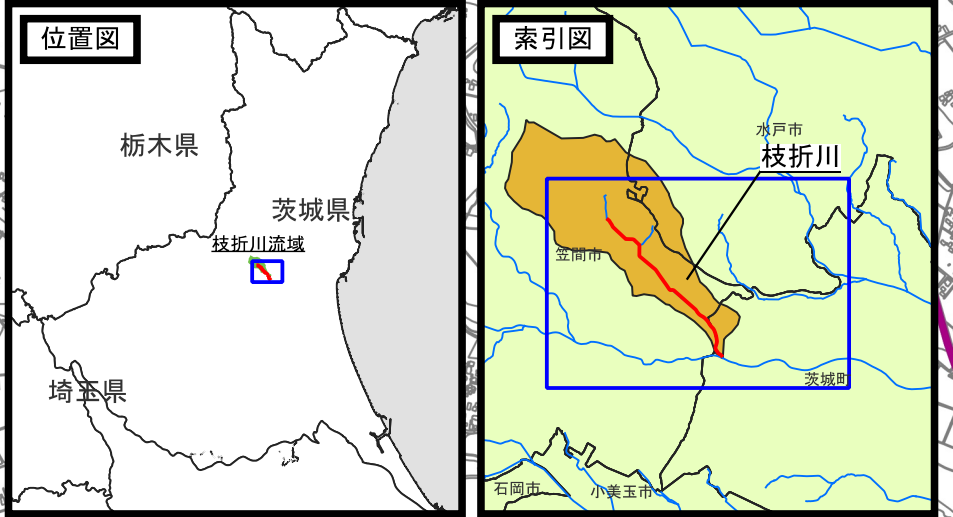 位置図
栃木県
茨城県
枝折川流域
埼玉県
索引図
水戸市
枝折川
笠間市
茨城町
石岡市
小美玉市